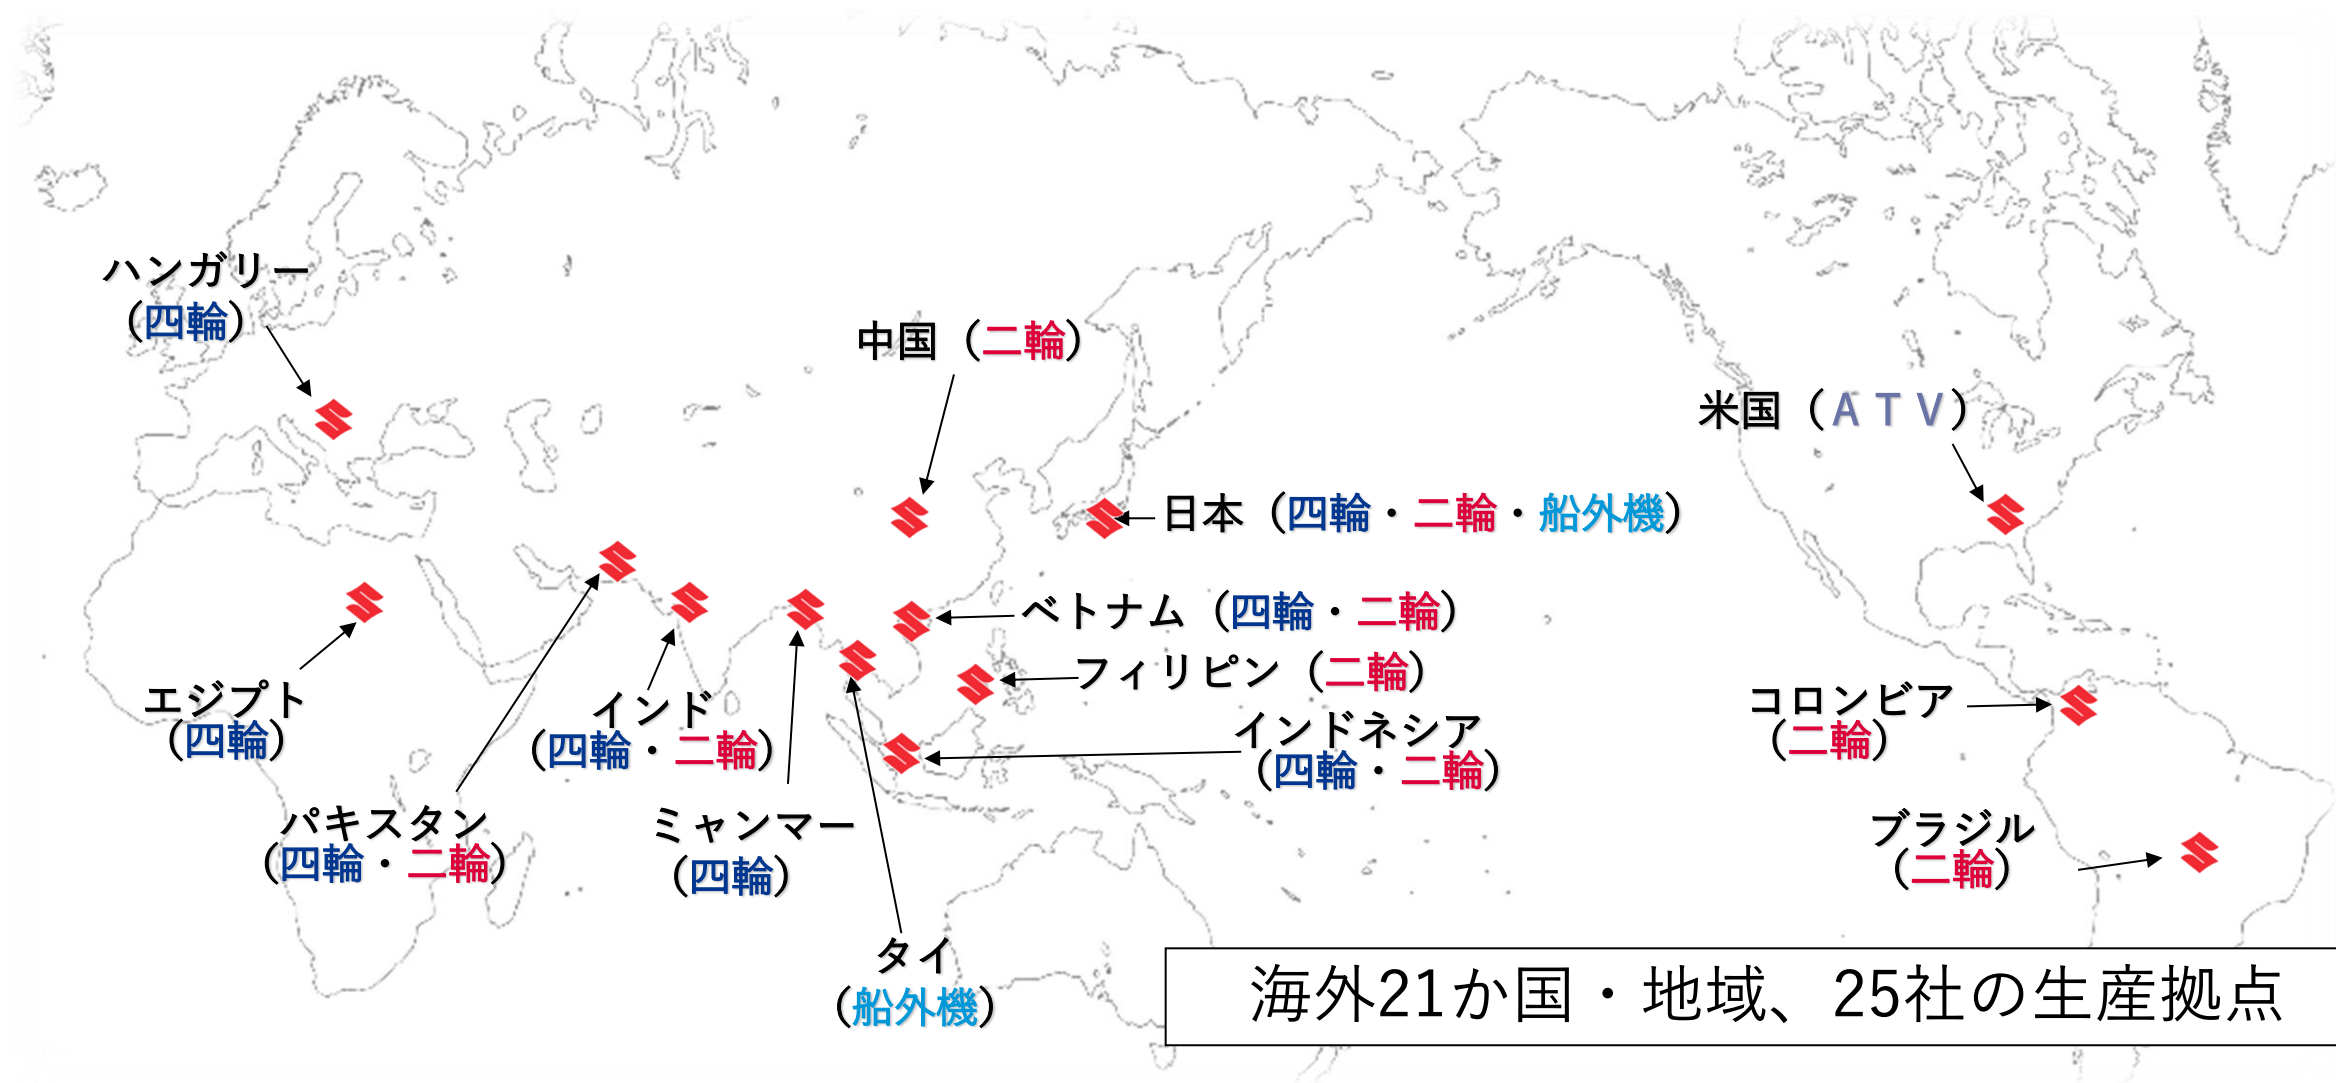 ハンガリー
（四輪）
中国（二輪）
米国（ＡＴＶ）
日本（四輪・二輪・船外機）
ベトナム（四輪・二輪）
フィリピン（二輪）
エジプト
（四輪）
インド
（四輪・二輪）
インドネシア
（四輪・二輪）
コロンビア
（二輪）
パキスタン
（四輪・二輪）
ミャンマー
（四輪）
ブラジル
（二輪）
タイ
（船外機）
海外21か国・地域、25社の生産拠点